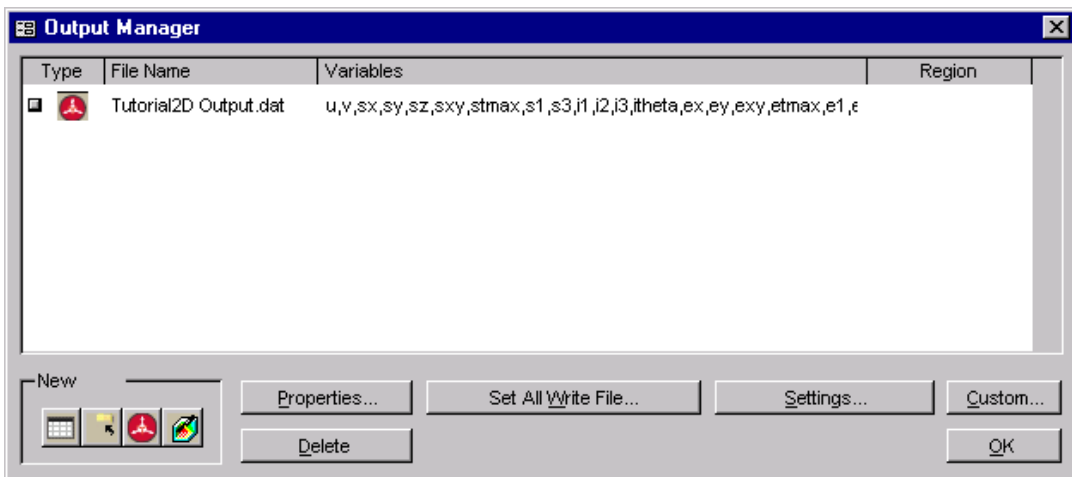 Output Manager
Type File Name Variables Region
Tutorial2D Output.dat u,v,sx,sy,sz,sxy,stmax,s1,s3,i1,i2,i3,itheta,ex,ey,exy,etmax,e1,e
New
Properties... Set All Write File... Settings... Custom...
Delete OK